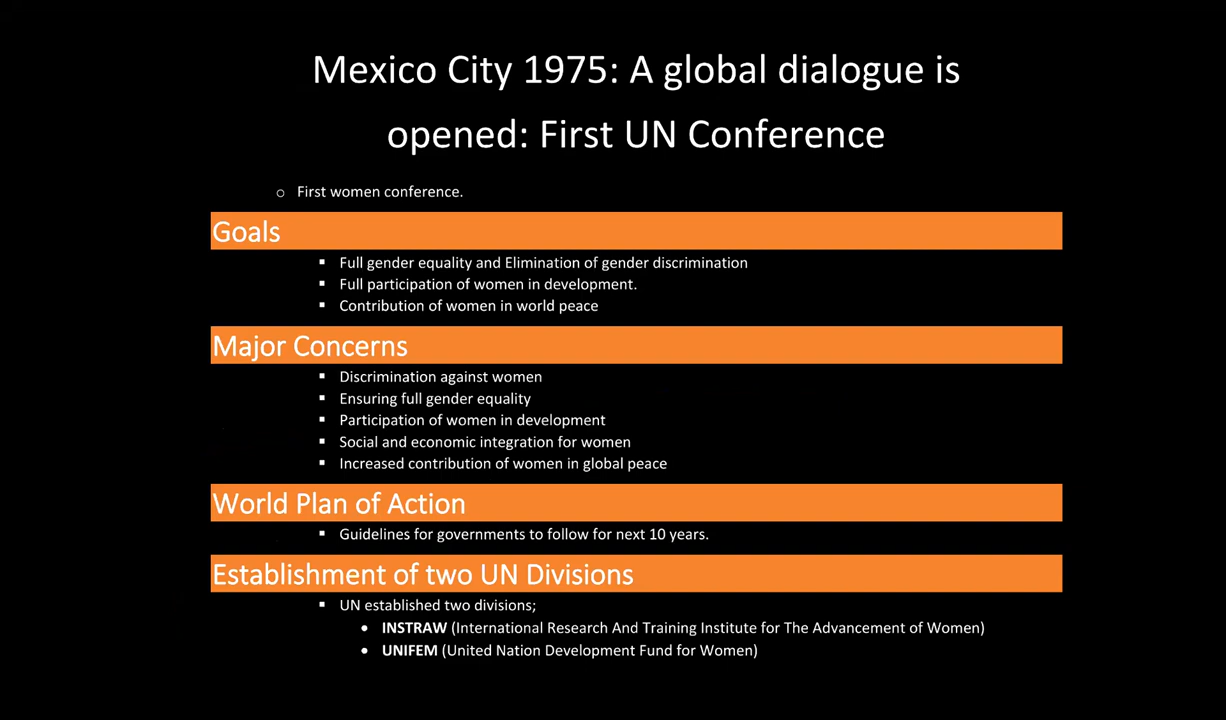 Mexico City 1975: A global dialogue is
opened: First UN Conference
o First women conference.
Goals
▪ Full gender equality and Elimination of gender discrimination
▪ Full participation of women in development.
▪ Contribution of women in world peace
Major Concerns
▪ Discrimination against women
▪ Ensuring full gender equality
▪ Participation of women in development
▪ Social and economic integration for women
▪ Increased contribution of women in global peace
World Plan of Action
▪ Guidelines for governments to follow for next 10 years.
Establishment of two UN Divisions
▪ UN established two divisions;
• INSTRAW (International Research And Training Institute for The Advancement of Women)
• UNIFEM (United Nation Development Fund for Women)